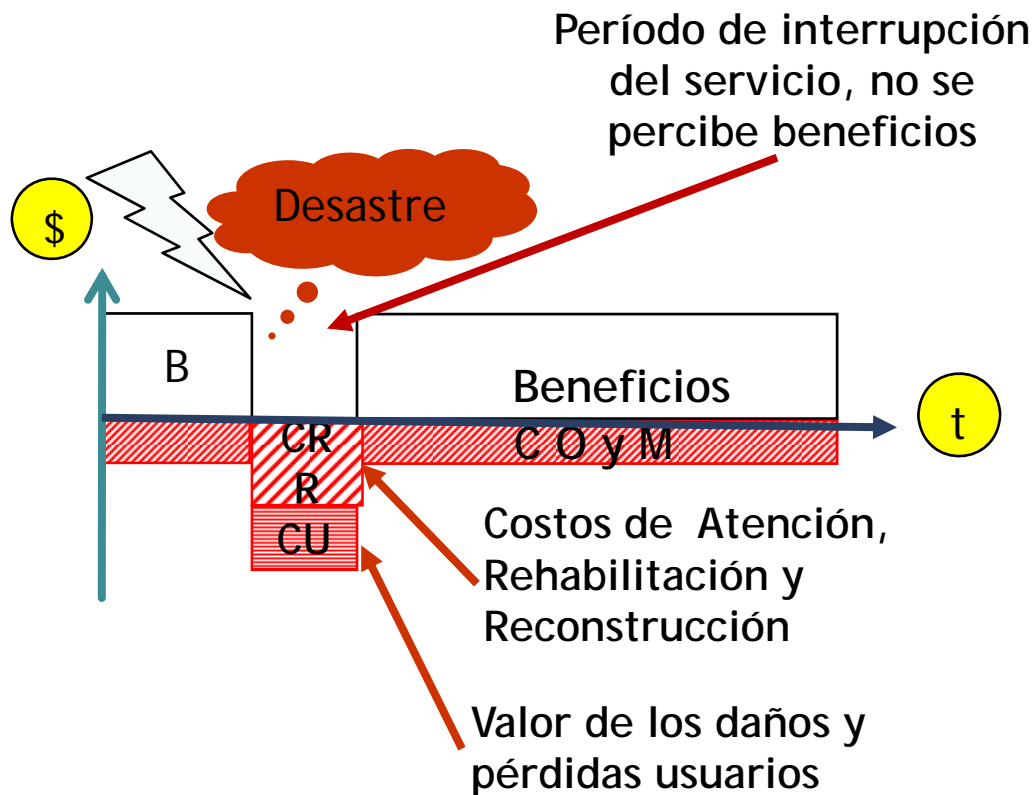 Período de interrupción
del servicio, no se
percibe beneficios
Desastre
$
B
Beneficios
t
CR
R
C O y M
CU
Costos de Atención,
Rehabilitación y
Reconstrucción
Valor de los daños y
pérdidas usuarios